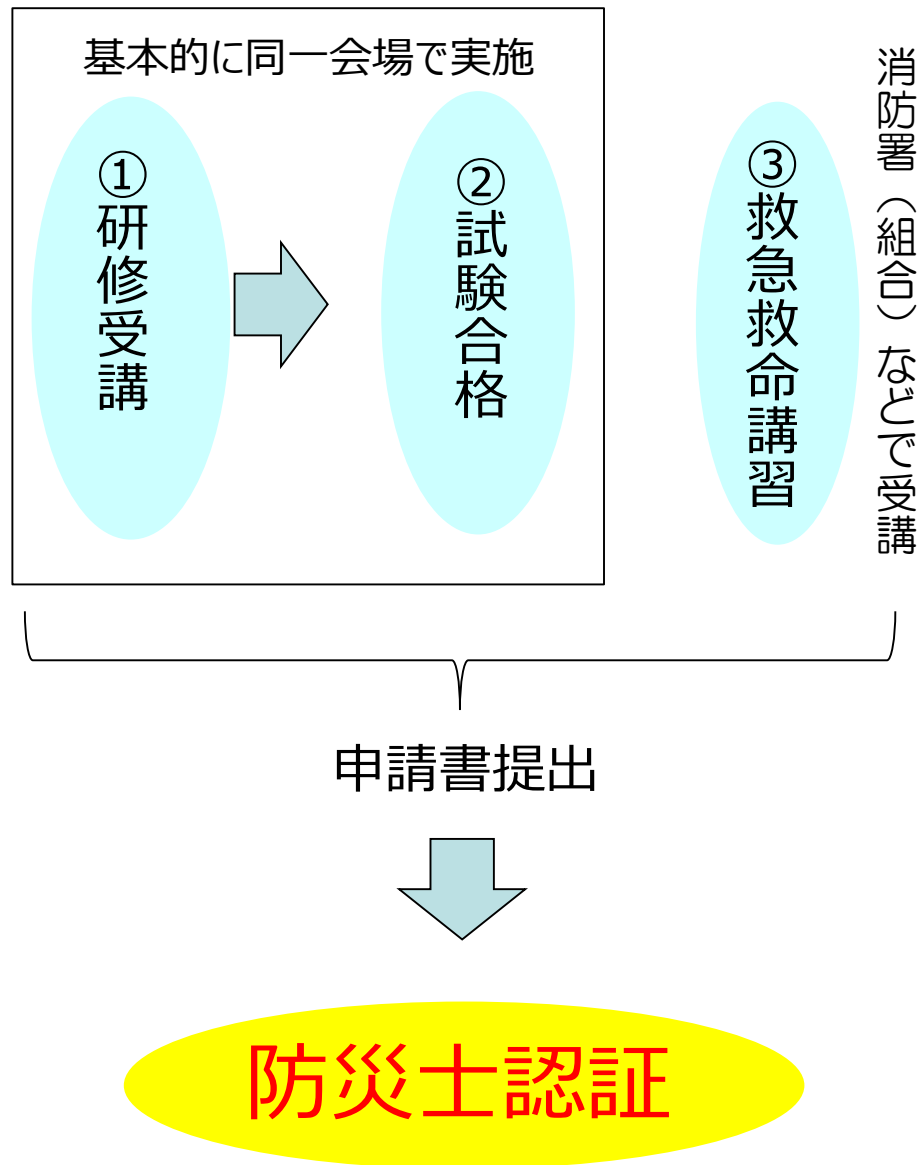 基本的に同一会場で実施
①研修受講
②試験合格
③救急救命講習
消防署（組合）などで受講
申請書提出
防災士認証